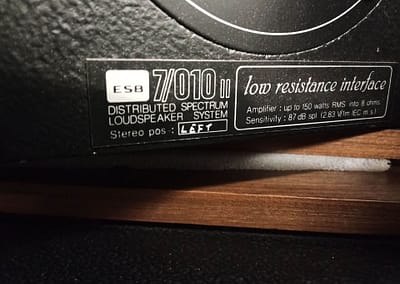 ESB 7/010 II
DISTRIBUTED SPECTRUM
LOUDSPEAKER SYSTEM
Stereo pos.: LEFT
low resistance interface
Amplifier : up to 150 watts RMS into 8 ohms.
Sensitivity : 87 dB spl (2.83 V/1m IEC m s.)